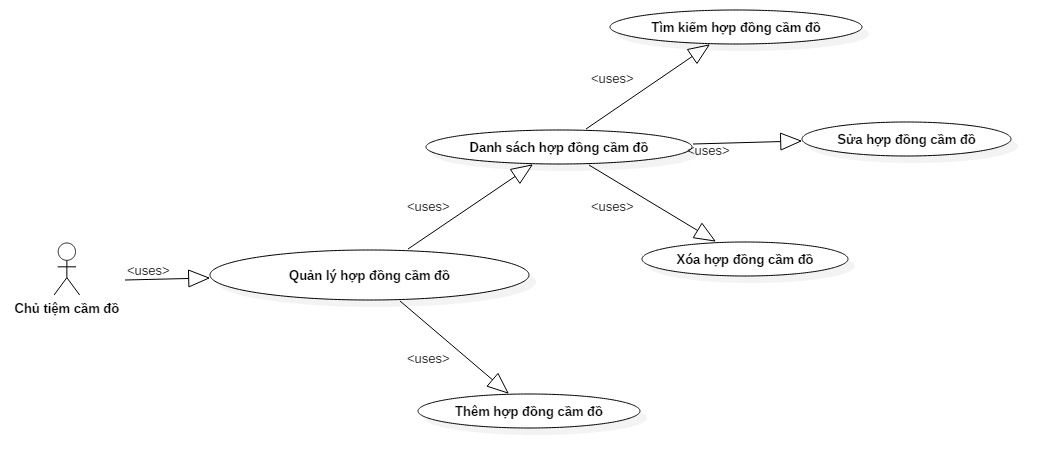 Tìm kiếm hợp đồng cầm đồ
<uses>
Danh sách hợp đồng cầm đồ
<uses>
Sửa hợp đồng cầm đồ
<uses>
<uses>
Xóa hợp đồng cầm đồ
<uses>
Quản lý hợp đồng cầm đồ
Chủ tiệm cầm đồ
<uses>
Thêm hợp đồng cầm đồ